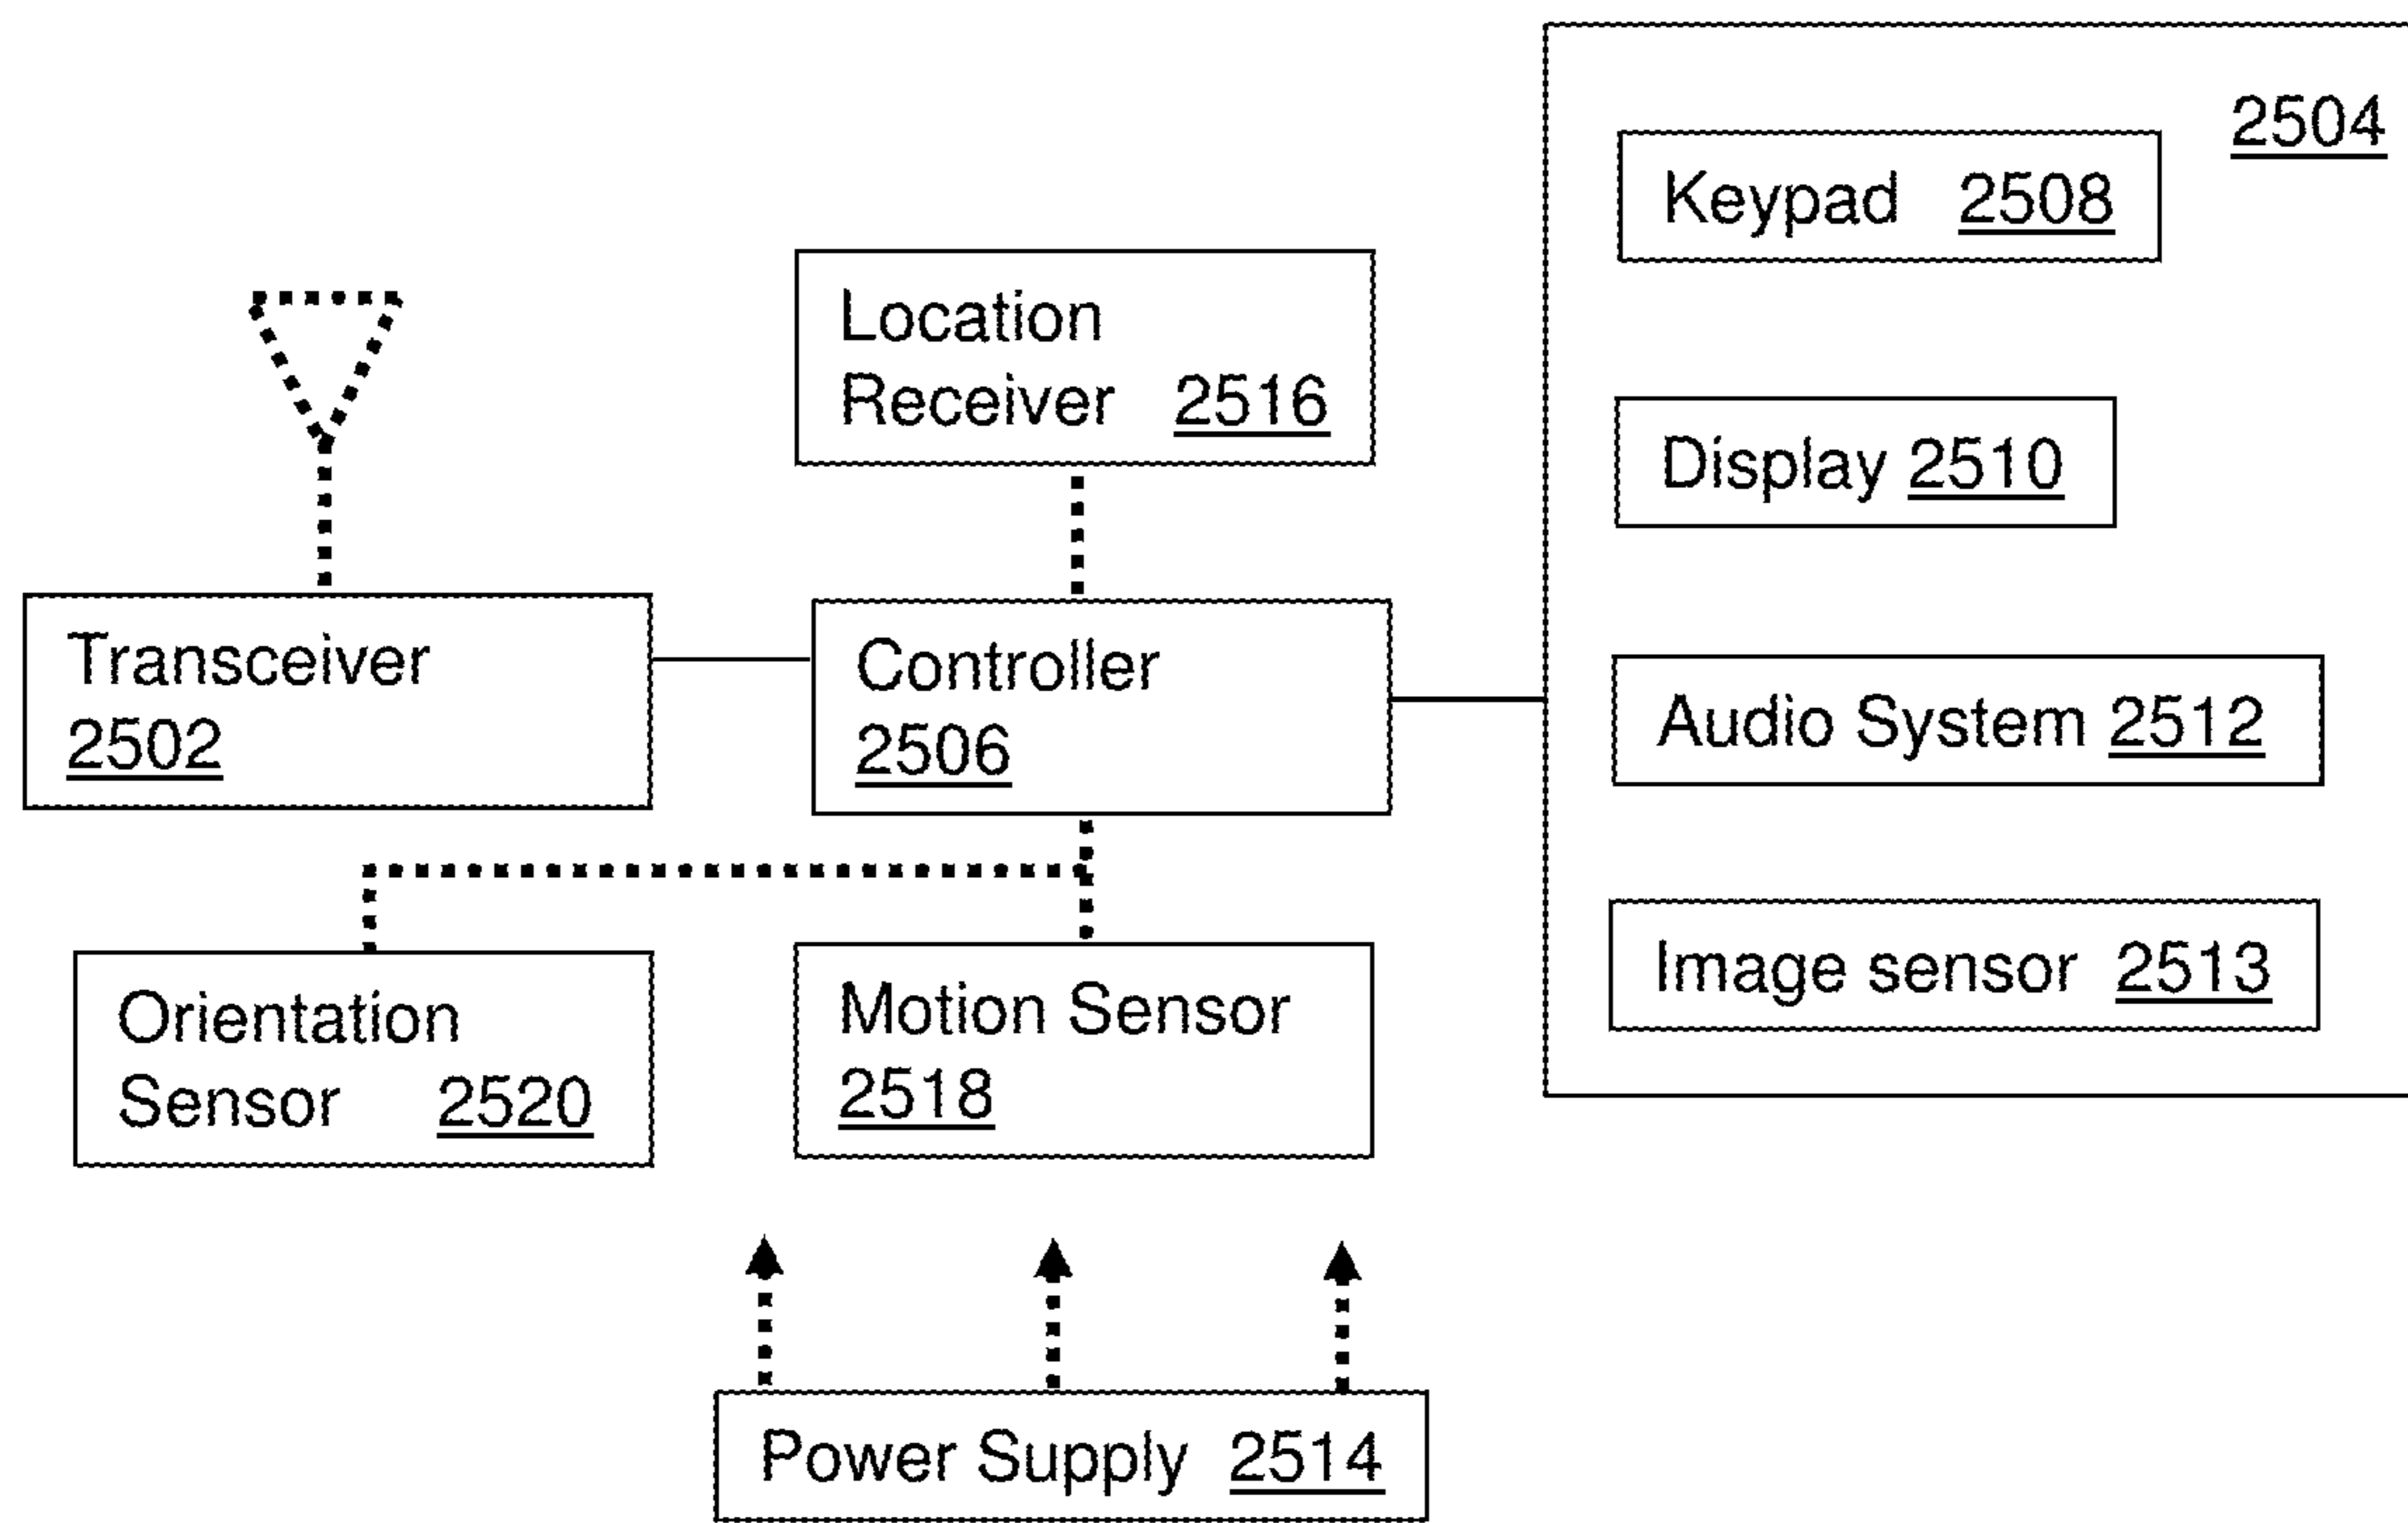 2504
Keypad 2508
Location
Receiver 2516
Display 2510
Transceiver
2502
Controller
2506
Audio System 2512
Image sensor 2513
Orientation
Sensor 2520
Motion Sensor
2518
Power Supply 2514